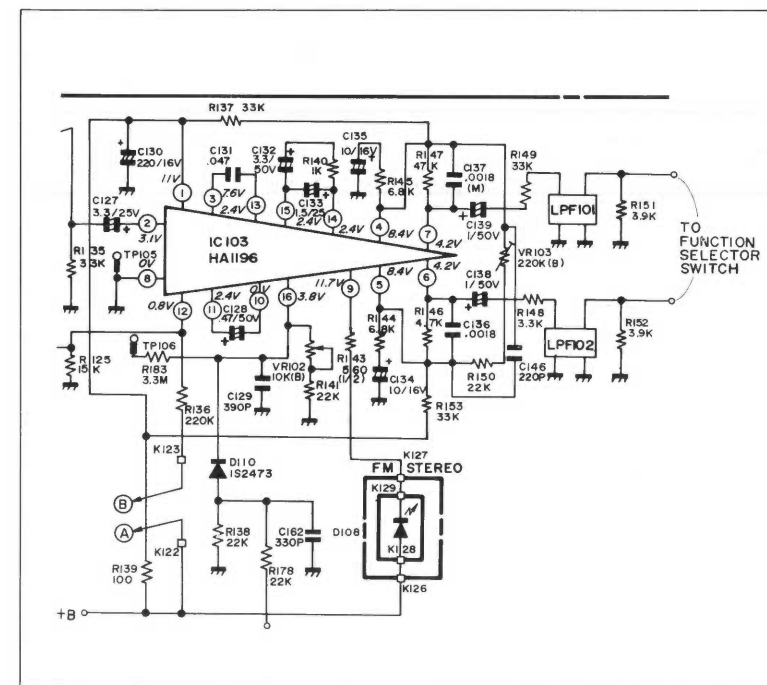 R137 33K
C130
220/16V
C131
.047
C132
3.3/
50V
R140
1K
C135
10/16V
R147
47K
C137
.0018
(M)
R149
33K
11V
1
3
7.6V
2.4V
13
C133
1.5/25
15
2.4V
14
2.4V
R145
6.8K
4
8.4V
7
4.2V
C139
1/50V
LPF101
R151
3.9K
C127
3.3/25V
2
3.1V
IC103
HA1196
VR103
220K(B)
TO
FUNCTION
SELECTOR
SWITCH
R135
3.3K
TP105
0V
8
12
0.8V
11
2.4V
C128
.47/50V
10
0.1V
16
3.8V
11.7V
9
5
8.4V
6
4.2V
C138
1/50V
R148
3.3K
LPF102
R152
3.9K
R125
15K
TP106
R183
3.3M
C129
390P
VR102
10K(B)
R141
22K
R143
560
(1/2)
R144
6.8K
C134
10/16V
R146
4.7K
C136
.0018
R150
22K
C146
220P
R153
33K
R136
220K
K123
D110
1S2473
K127
FM STEREO
K129
B
A
K122
R138
22K
C162
330P
D108
K128
R139
100
R178
22K
K126
+B